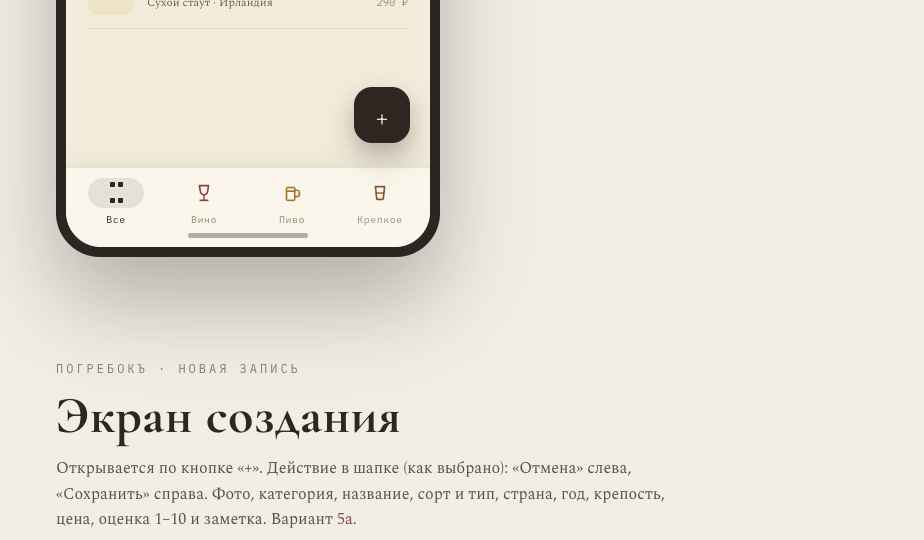 Сухой стаут · Ирландия 290 ₽
+
Все Вино Пиво Крепкое
ПОГРЕБОКЪ · НОВАЯ ЗАПИСЬ
Экран создания
Открывается по кнопке «+». Действие в шапке (как выбрано): «Отмена» слева,
«Сохранить» справа. Фото, категория, название, сорт и тип, страна, год, крепость,
цена, оценка 1–10 и заметка. Вариант 5a.